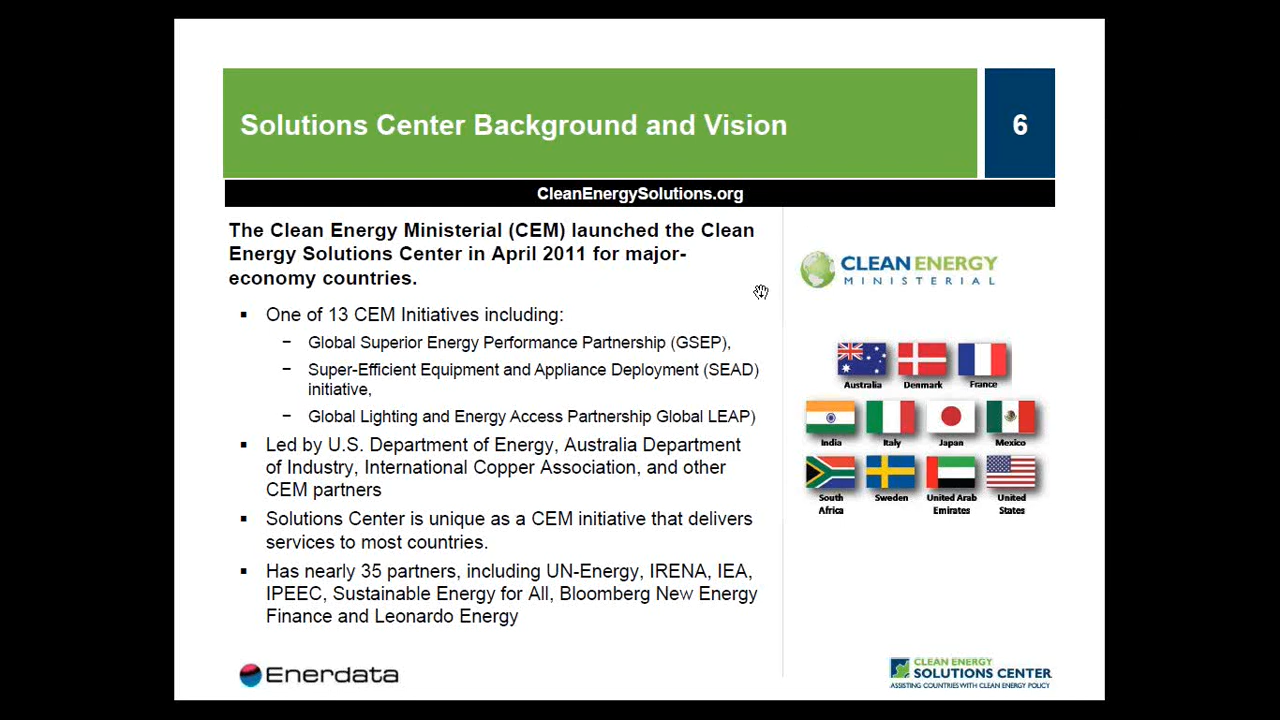 Solutions Center Background and Vision
6
CleanEnergySolutions.org
The Clean Energy Ministerial (CEM) launched the Clean
Energy Solutions Center in April 2011 for major-
economy countries.
▪ One of 13 CEM Initiatives including:
− Global Superior Energy Performance Partnership (GSEP),
− Super-Efficient Equipment and Appliance Deployment (SEAD)
initiative,
− Global Lighting and Energy Access Partnership Global LEAP)
▪ Led by U.S. Department of Energy, Australia Department
of Industry, International Copper Association, and other
CEM partners
▪ Solutions Center is unique as a CEM initiative that delivers
services to most countries.
▪ Has nearly 35 partners, including UN-Energy, IRENA, IEA,
IPEEC, Sustainable Energy for All, Bloomberg New Energy
Finance and Leonardo Energy
CLEAN ENERGY
MINISTERIAL
Australia Denmark France
India Italy Japan Mexico
South Sweden United Arab United
Africa Emirates States
Enerdata
CLEAN ENERGY
SOLUTIONS CENTER
ASSISTING COUNTRIES WITH CLEAN ENERGY POLICY